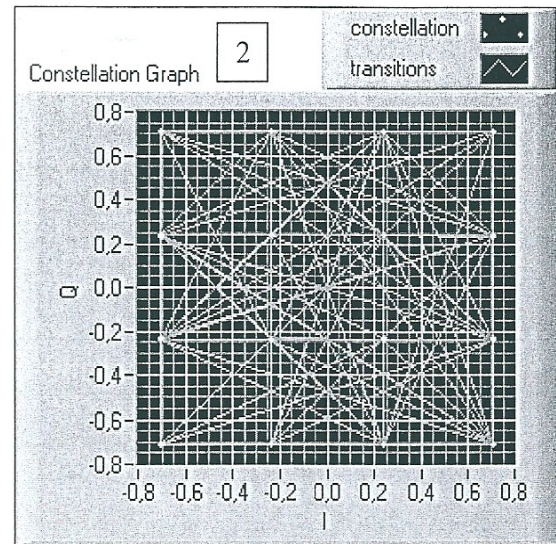 constellation
Constellation Graph 2
transitions
0,8
0,6
0,4
0,2
Q 0,0
-0,2
-0,4
-0,6
-0,8
-0,8 -0,6 -0,4 -0,2 0,0 0,2 0,4 0,6 0,8
I